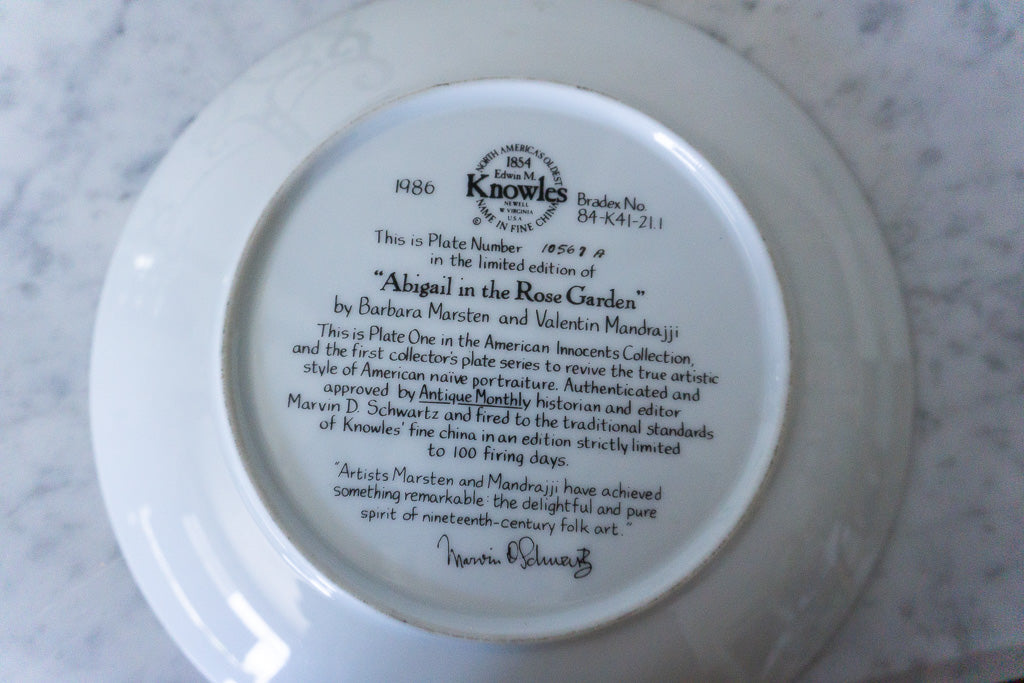 NORTH AMERICA'S OLDEST
1854
Edwin M.
Knowles
NEWELL
W. VIRGINIA
U.S.A
© NAME IN FINE CHINA
1986
Bradex No.
84-K41-21.1
This is Plate Number 10567 A
in the limited edition of
"Abigail in the Rose Garden"
by Barbara Marsten and Valentin Mandrajji
This is Plate One in the American Innocents Collection,
and the first collector's plate series to revive the true artistic
style of American naïve portraiture. Authenticated and
approved by Antique Monthly historian and editor
Marvin D. Schwartz and fired to the traditional standards
of Knowles' fine china in an edition strictly limited
to 100 firing days.
"Artists Marsten and Mandrajji have achieved
something remarkable: the delightful and pure
spirit of nineteenth-century folk art."
Marvin D Schwartz